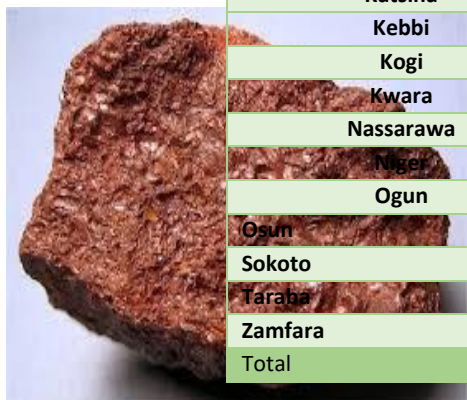 Kebbi
Kogi
Kwara
Nassarawa
Niger
Ogun
Osun
Sokoto
Taraba
Zamfara
Total